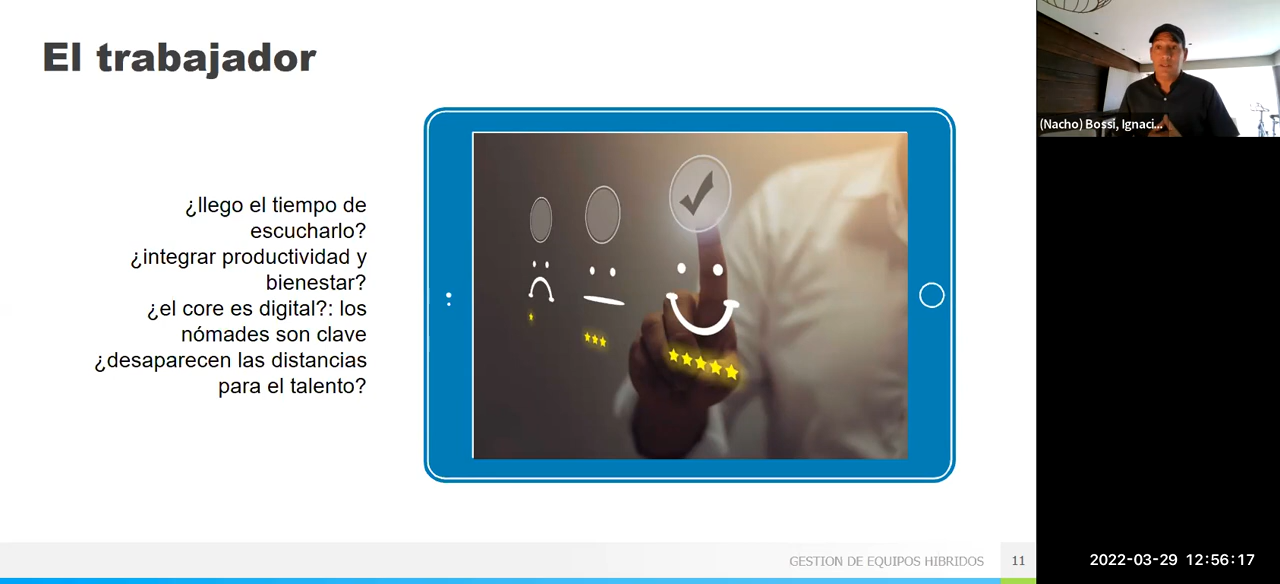 El trabajador
¿llego el tiempo de
escucharlo?
¿integrar productividad y
bienestar?
¿el core es digital?: los
nómades son clave
¿desaparecen las distancias
para el talento?
GESTION DE EQUIPOS HIBRIDOS
11
(Nacho) Bossi, Ignaci...
2022-03-29 12:56:17